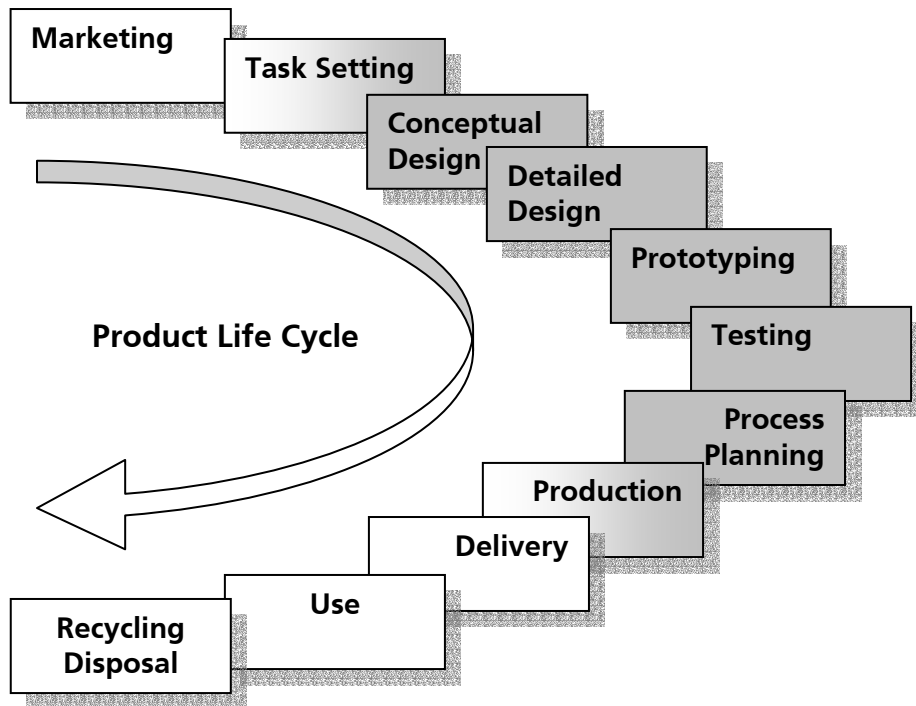 Marketing
Task Setting
Conceptual
Design
Detailed
Design
Prototyping
Testing
Product Life Cycle
Process
Planning
Production
Delivery
Use
Recycling
Disposal